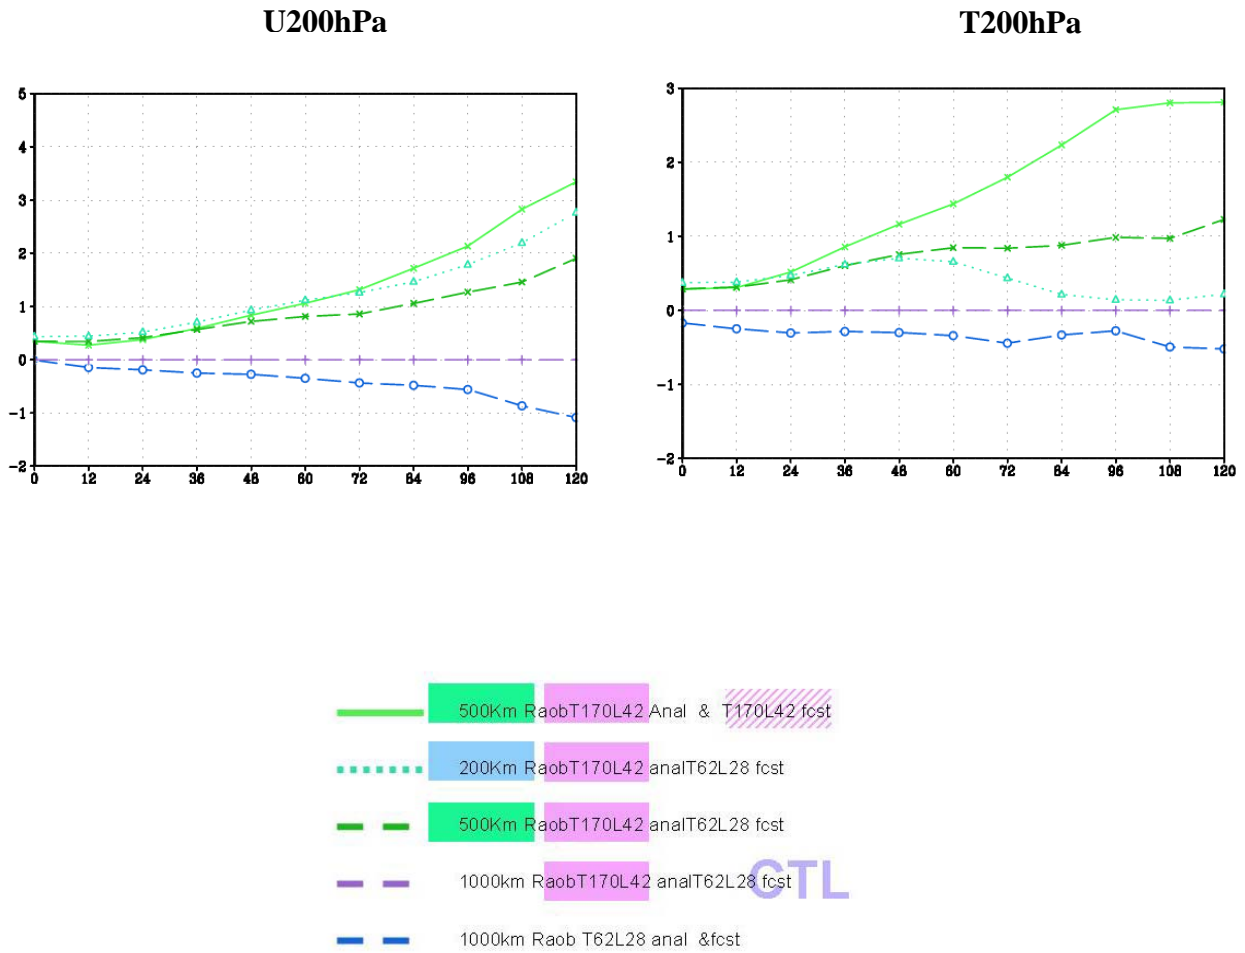 U200hPa T200hPa
5
4
3
2
1
0
-1
-2
0 12 24 36 48 60 72 84 96 108 120
3
2
1
0
-1
-2
0 12 24 36 48 60 72 84 96 108 120
500Km RaobT170L42 Anal & T170L42 fcst
200Km RaobT170L42 analT62L28 fcst
500Km RaobT170L42 analT62L28 fcst
1000km RaobT170L42 analT62L28 fcst CTL
1000km Raob T62L28 anal &fcst